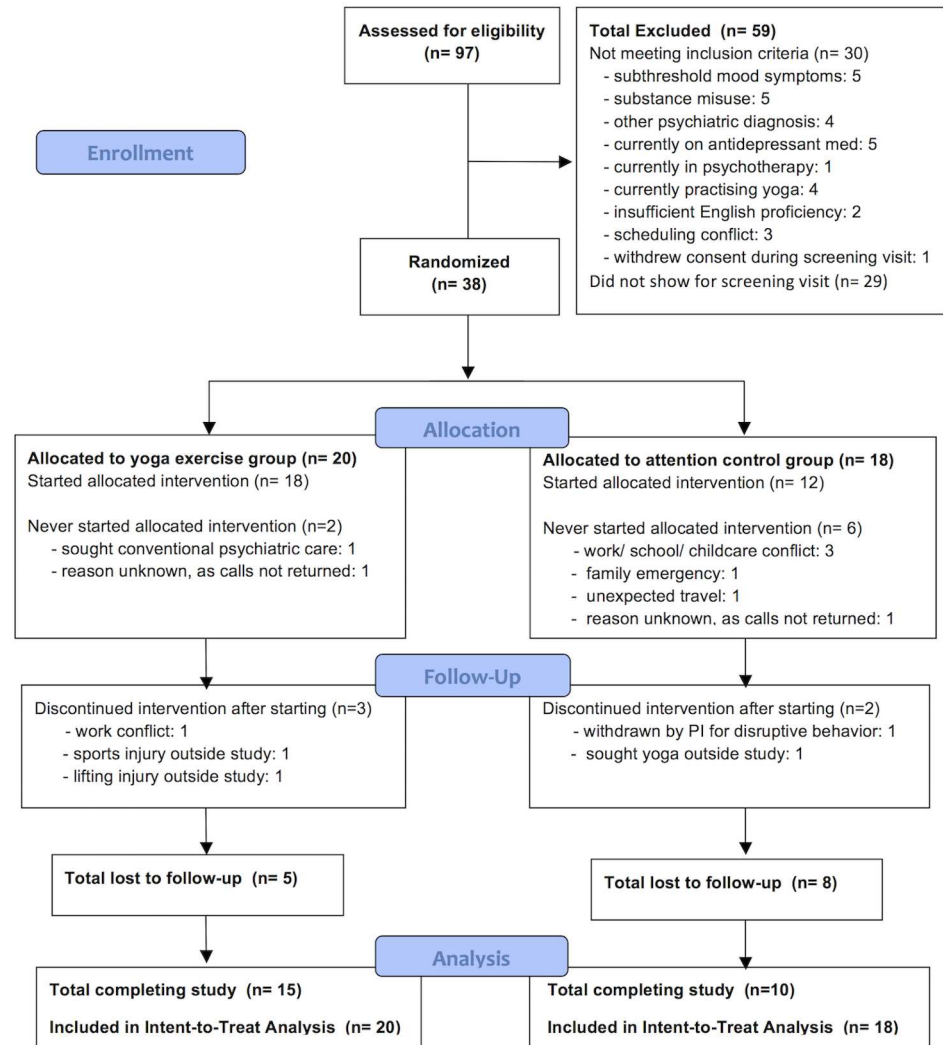 Assessed for eligibility
(n= 97)
Total Excluded (n= 59)
Not meeting inclusion criteria (n= 30)
- subthreshold mood symptoms: 5
- substance misuse: 5
- other psychiatric diagnosis: 4
- currently on antidepressant med: 5
- currently in psychotherapy: 1
- currently practising yoga: 4
- insufficient English proficiency: 2
- scheduling conflict: 3
- withdrew consent during screening visit: 1
Did not show for screening visit (n= 29)
Enrollment
Randomized
(n= 38)
Allocation
Allocated to yoga exercise group (n= 20)
Started allocated intervention (n= 18)
Never started allocated intervention (n=2)
- sought conventional psychiatric care: 1
- reason unknown, as calls not returned: 1
Allocated to attention control group (n= 18)
Started allocated intervention (n= 12)
Never started allocated intervention (n= 6)
- work/ school/ childcare conflict: 3
- family emergency: 1
- unexpected travel: 1
- reason unknown, as calls not returned: 1
Follow-Up
Discontinued intervention after starting (n=3)
- work conflict: 1
- sports injury outside study: 1
- lifting injury outside study: 1
Discontinued intervention after starting (n=2)
- withdrawn by PI for disruptive behavior: 1
- sought yoga outside study: 1
Total lost to follow-up (n= 5)
Total lost to follow-up (n= 8)
Analysis
Total completing study (n= 15)
Included in Intent-to-Treat Analysis (n= 20)
Total completing study (n=10)
Included in Intent-to-Treat Analysis (n= 18)